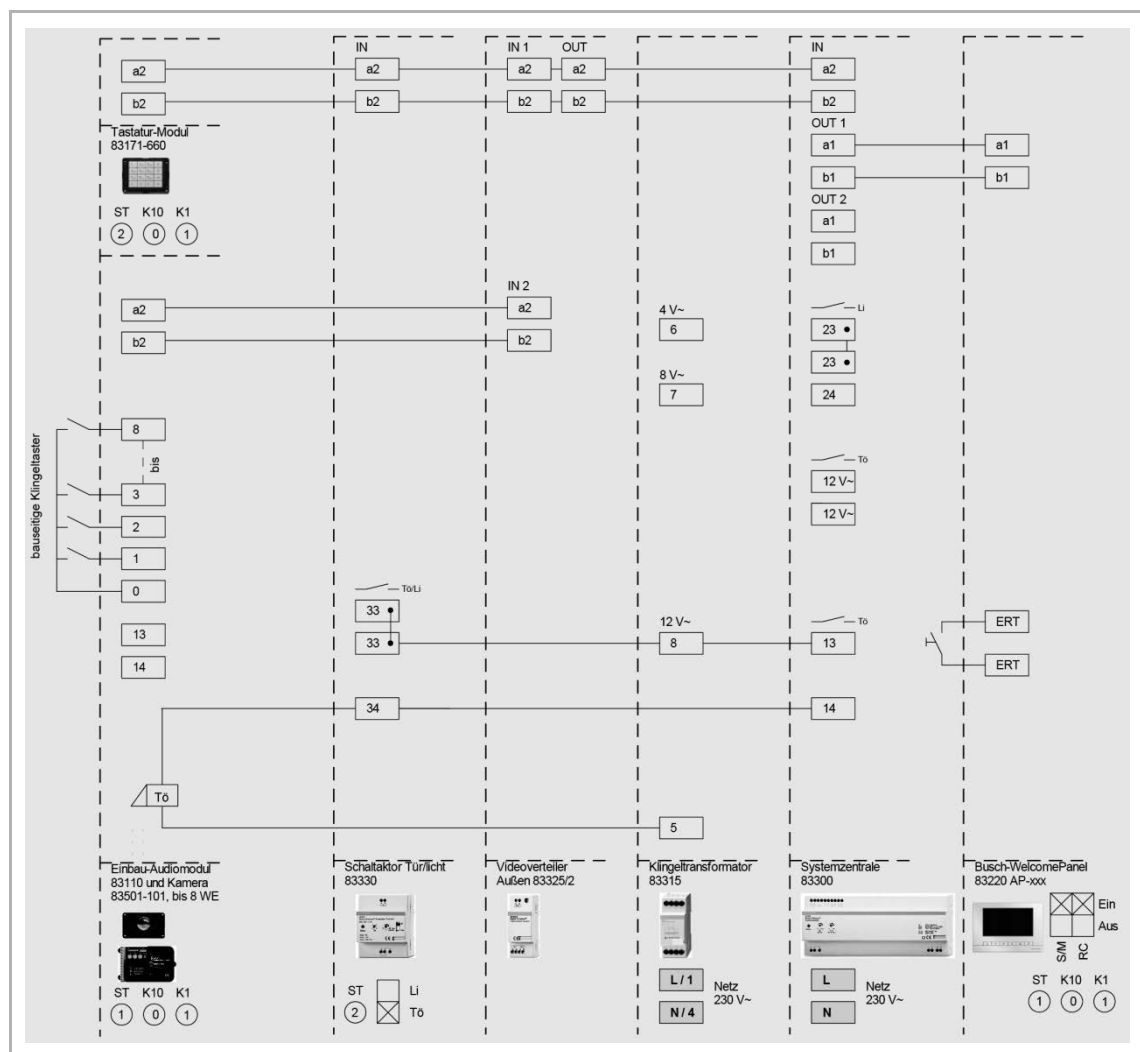 IN IN 1 OUT IN
a2 a2 a2 a2 a2
b2 b2 b2 b2 b2
Tastatur-Modul
83171-660
OUT 1
a1 a1
b1 b1
ST K10 K1
2 0 1
OUT 2
a1
b1
IN 2
a2 a2
b2 b2
4 V~
6
Li
23
23
8 V~
7
24
bauseitige Klingeltaster
8
bis
3
2
1
0
Tö
12 V~
12 V~
Tö/Li
33
33
12 V~
8
Tö
13
ERT
ERT
13
14
34
14
Tö
5
Einbau-Audiomodul
83110 und Kamera
83501-101, bis 8 WE
ST K10 K1
1 0 1
Schaltaktor Tür/licht
83330
ST
2
Li
Tö
Videoverteiler
Außen 83325/2
Klingeltransformator
83315
L / 1
N / 4
Netz
230 V~
Systemzentrale
83300
L
N
Netz
230 V~
Busch-WelcomePanel
83220 AP-xxx
Ein
Aus
S/M
RC
ST K10 K1
1 0 1